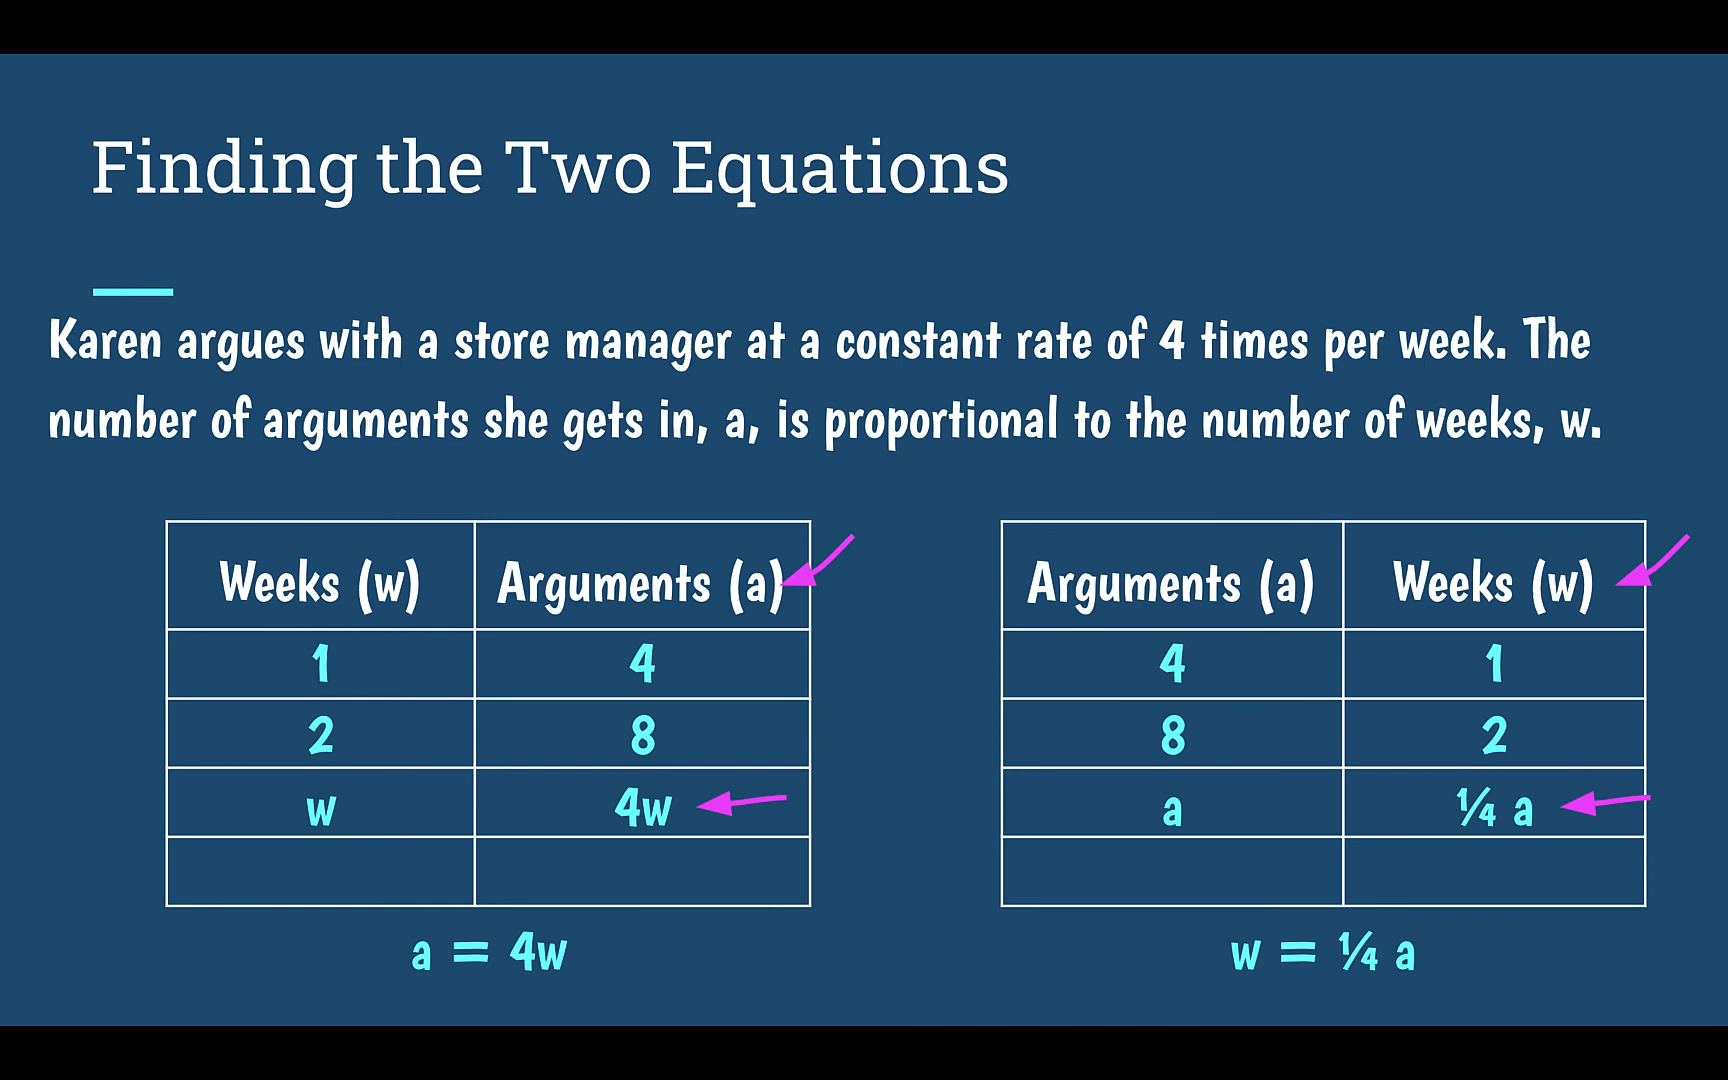 Finding the Two Equations
Karen argues with a store manager at a constant rate of 4 times per week. The
number of arguments she gets in, a, is proportional to the number of weeks, w.
Weeks (w) Arguments (a)
1 4
2 8
w 4w
a = 4w
Arguments (a) Weeks (w)
4 1
8 2
a ¼ a
w = ¼ a